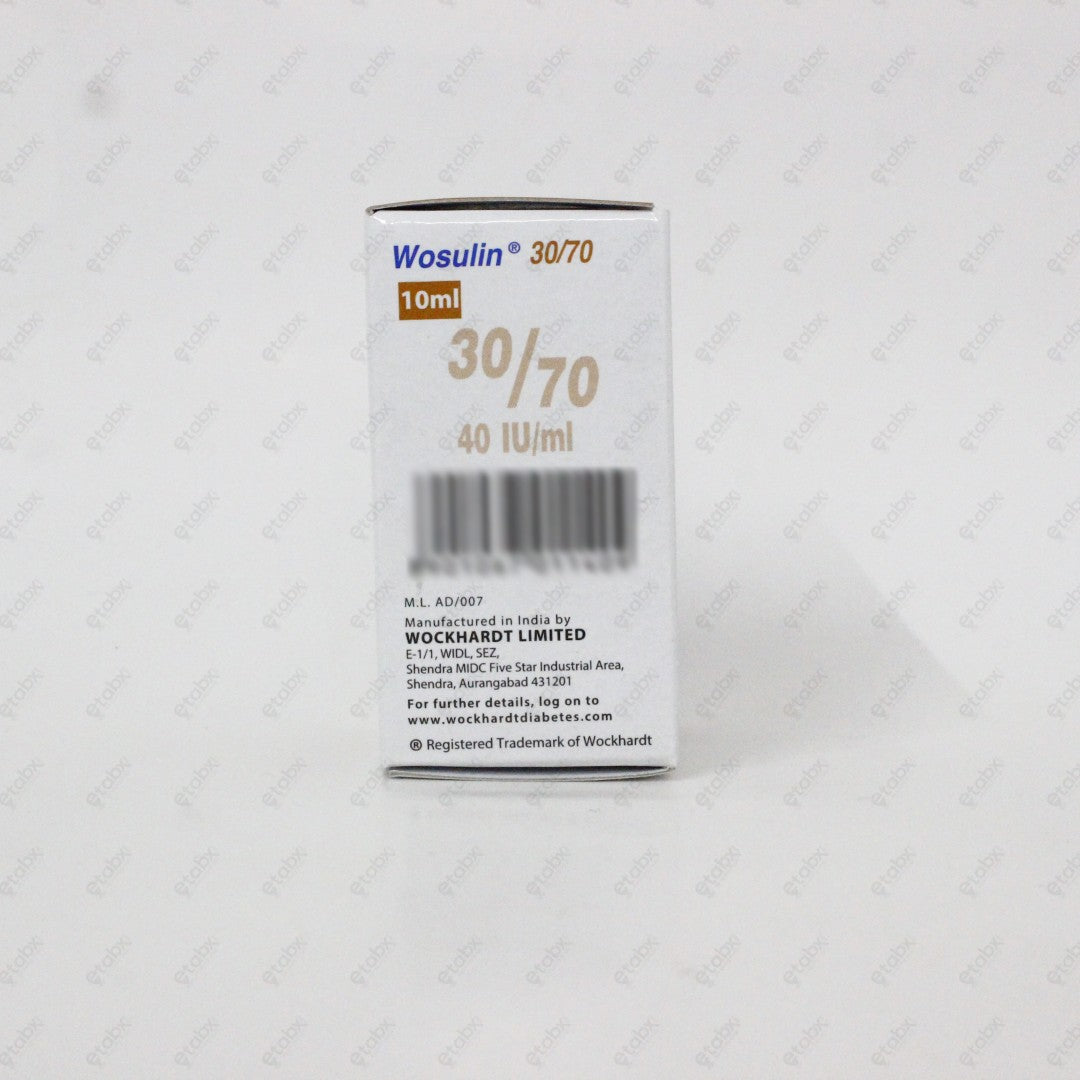 Wosulin® 30/70
10ml
30/70
40 IU/ml
M.L. AD/007
Manufactured in India by
WOCKHARDT LIMITED
E-1/1, WIDL, SEZ,
Shendra MIDC Five Star Industrial Area,
Shendra, Aurangabad 431201
For further details, log on to
www.wockhardtdiabetes.com
® Registered Trademark of Wockhardt
etabx